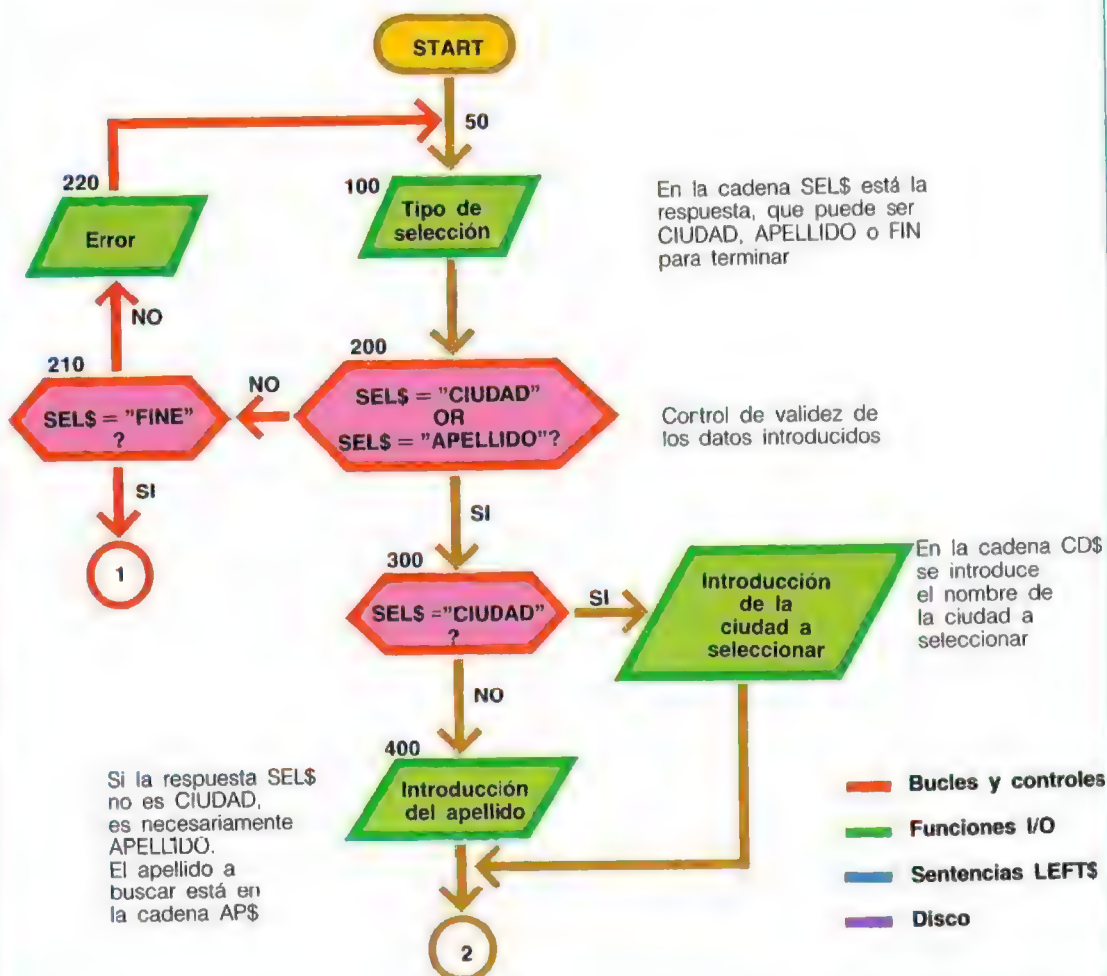 START
50
220
Error
100
Tipo de
selección
En la cadena SEL$ está la
respuesta, que puede ser
CIUDAD, APELLIDO o FIN
para terminar
NO
210
SEL$ = "FINE"
?
NO
200
SEL$ = "CIUDAD"
OR
SEL$ = "APELLIDO"?
Control de validez de
los datos introducidos
SI
1
SI
300
SEL$ ="CIUDAD"
?
SI
Introducción
de la
ciudad a
seleccionar
En la cadena CD$
se introduce
el nombre de
la ciudad a
seleccionar
NO
400
Introducción
del apellido
Si la respuesta SEL$
no es CIUDAD,
es necesariamente
APELLIDO.
El apellido a
buscar está en
la cadena AP$
2
Bucles y controles
Funciones I/O
Sentencias LEFT$
Disco